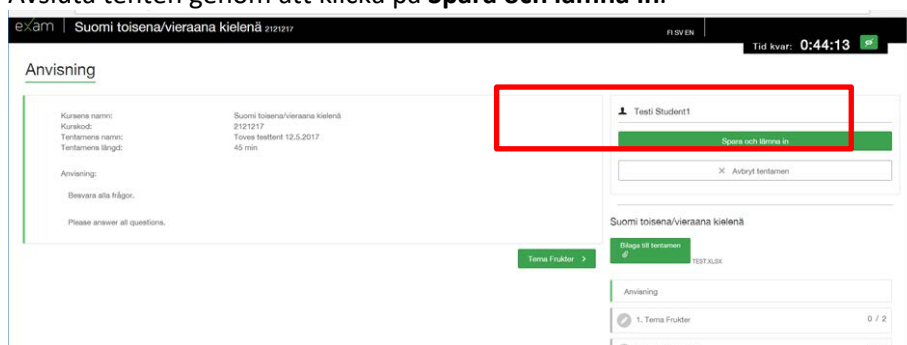 Avsluta tenten genom att klicka på Spara och lämna in.
exam Suomi toisena/vieraana kielenä 2121217
FI SV EN
Tid kvar: 0:44:13
Anvisning
Kursens namn: Suomi toisena/vieraana kielenä
Kurskod: 2121217
Tentamens namn: Toves testtent 12.5.2017
Tentamens längd: 45 min
Anvisning:
Besvara alla frågor.
Please answer all questions.
Tema Frukter >
Testi Student1
Spara och lämna in
× Avbryt tentamen
Suomi toisena/vieraana kielenä
Bilaga till tentamen
TEST.XLSX
Anvisning
1. Tema Frukter 0 / 2